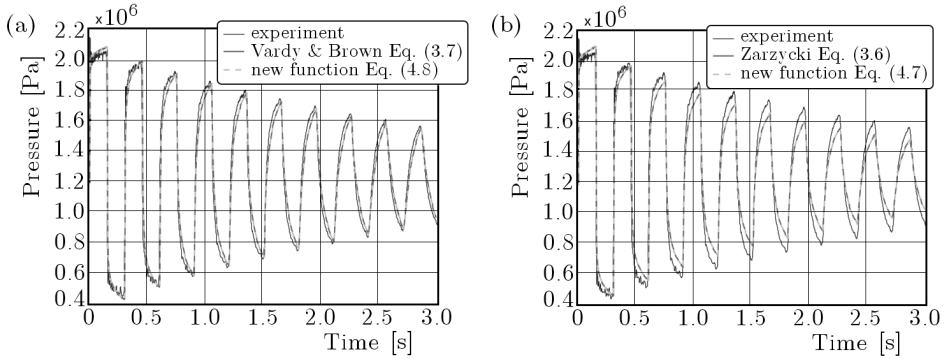 (a)
×10⁶
2.2
2.0
1.8
1.6
1.4
1.2
1.0
0.8
0.6
0.4
Pressure [Pa]
experiment
Vardy & Brown Eq. (3.7)
new function Eq. (4.8)
0 0.5 1.0 1.5 2.0 2.5 3.0
Time [s]
(b)
×10⁶
2.2
2.0
1.8
1.6
1.4
1.2
1.0
0.8
0.6
0.4
Pressure [Pa]
experiment
Zarzycki Eq. (3.6)
new function Eq. (4.7)
0 0.5 1.0 1.5 2.0 2.5 3.0
Time [s]